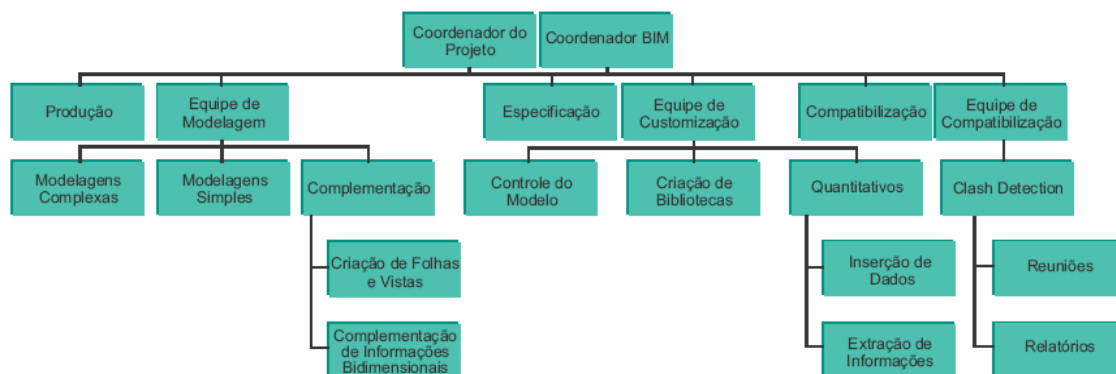 Coordenador do
Projeto
Coordenador BIM
Produção
Equipe de
Modelagem
Especificação
Equipe de
Customização
Compatibilização
Equipe de
Compatibilização
Modelagens
Complexas
Modelagens
Simples
Complementação
Controle do
Modelo
Criação de
Bibliotecas
Quantitativos
Clash Detection
Criação de Folhas
e Vistas
Inserção de
Dados
Reuniões
Complementação
de Informações
Bidimensionais
Extração de
Informações
Relatórios